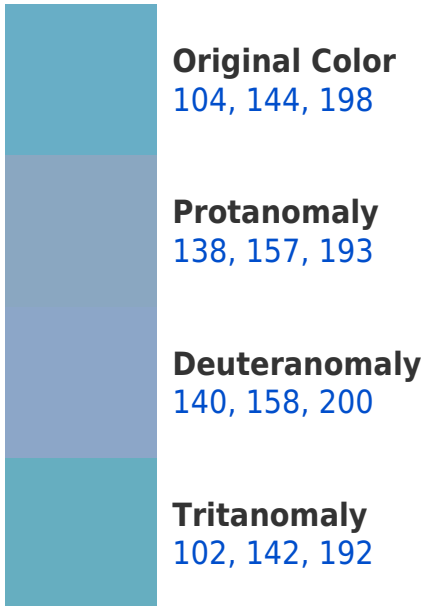 Original Color
104, 144, 198
Protanomaly
138, 157, 193
Deuteranomaly
140, 158, 200
Tritanomaly
102, 142, 192